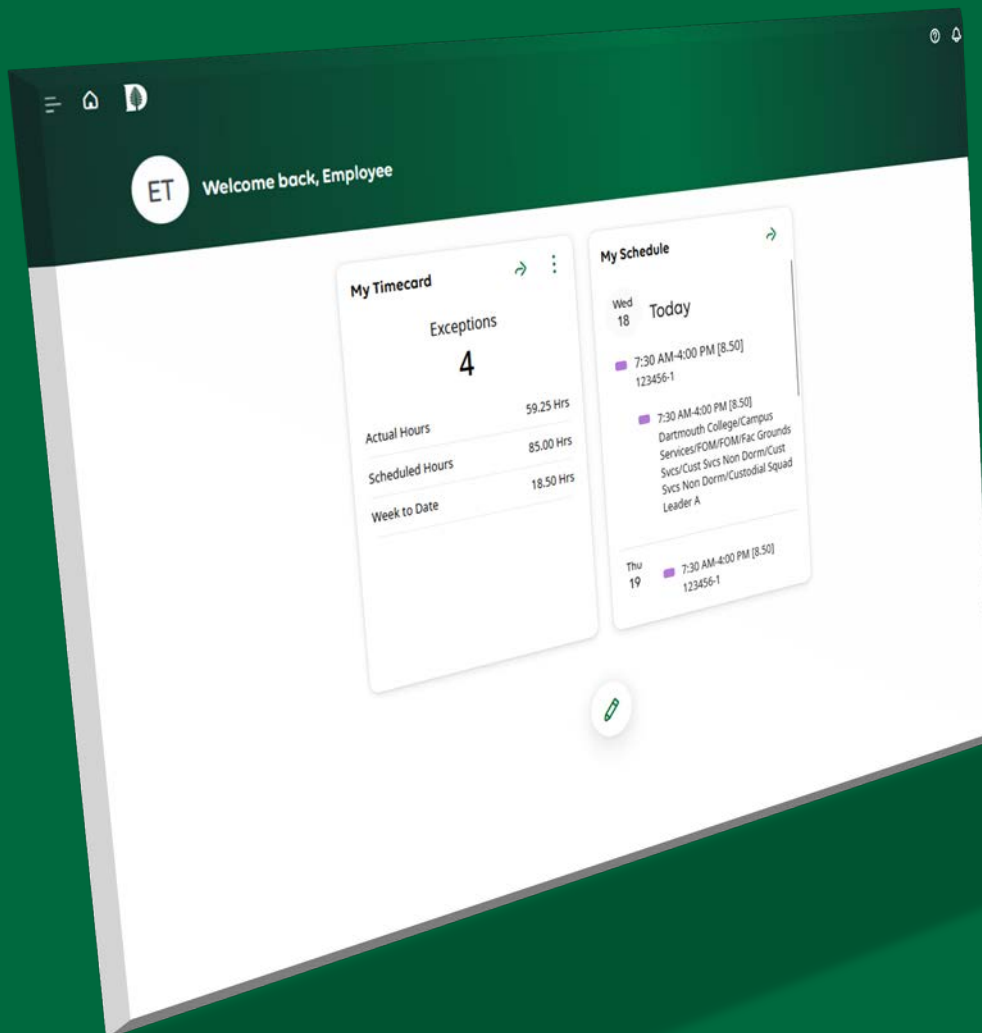 D
ET
Welcome back, Employee
My Timecard
Exceptions
4
Actual Hours 59.25 Hrs
Scheduled Hours 85.00 Hrs
Week to Date 18.50 Hrs
My Schedule
Wed
18
Today
7:30 AM-4:00 PM [8.50]
123456-1
7:30 AM-4:00 PM [8.50]
Dartmouth College/Campus
Services/FOM/FOM/Fac Grounds
Svcs/Cust Svcs Non Dorm/Cust
Svcs Non Dorm/Custodial Squad
Leader A
Thu
19
7:30 AM-4:00 PM [8.50]
123456-1